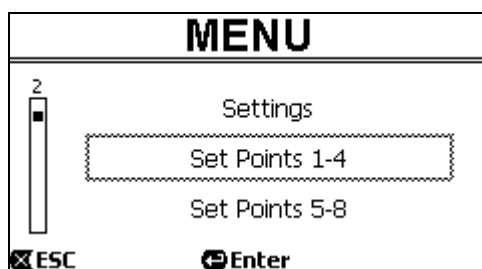 MENU
2
Settings
Set Points 1-4
Set Points 5-8
ESC Enter